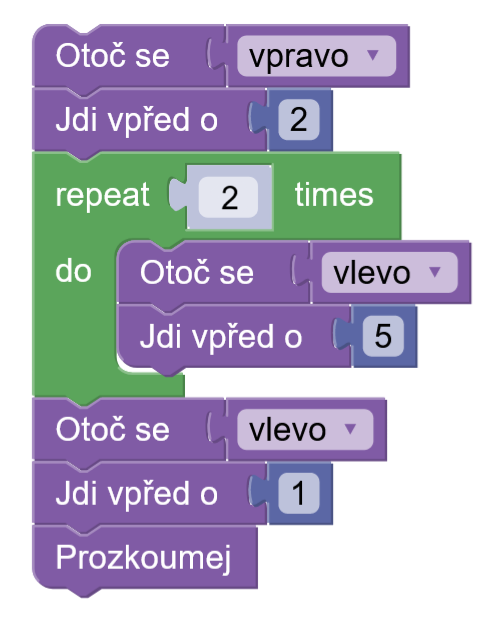 Otoč se vpravo
Jdi vpřed o 2
repeat 2 times
do Otoč se vlevo
Jdi vpřed o 5
Otoč se vlevo
Jdi vpřed o 1
Prozkoumej